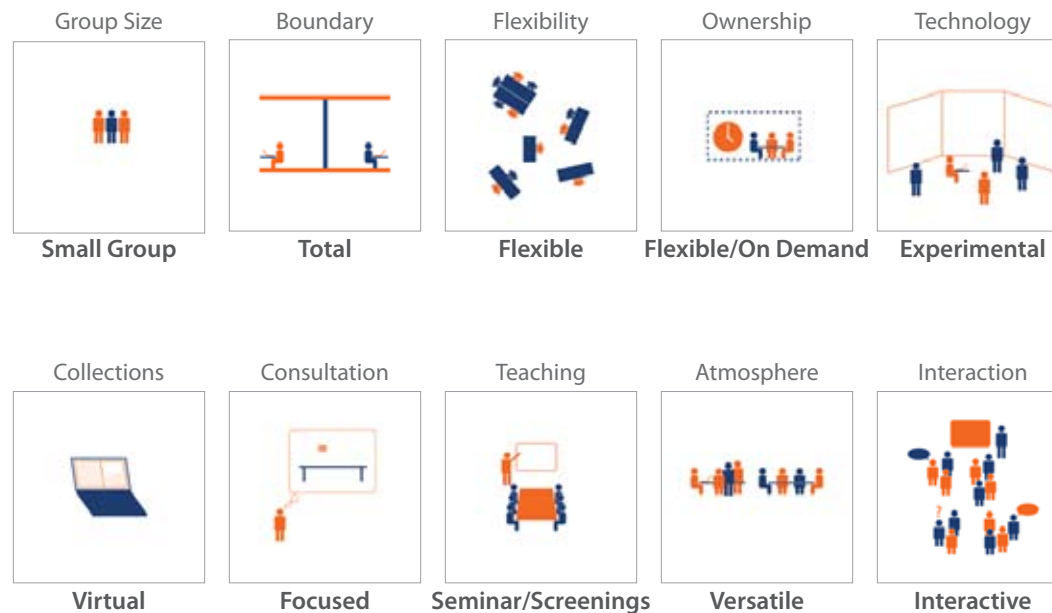 Group Size
Boundary
Flexibility
Ownership
Technology
Small Group
Total
Flexible
Flexible/On Demand
Experimental
Collections
Consultation
Teaching
Atmosphere
Interaction
?
Virtual
Focused
Seminar/Screenings
Versatile
Interactive